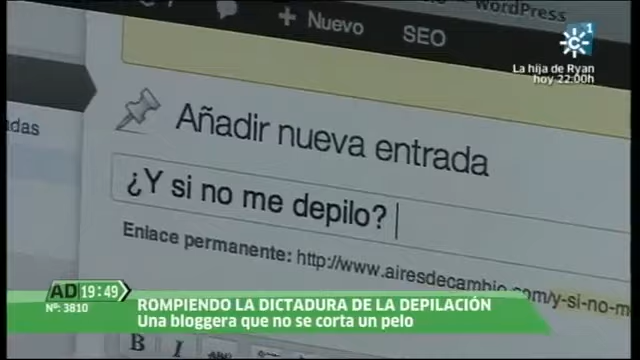 + Nuevo
SEO
WordPress
1
La hija de Ryan
hoy 22:00h
Añadir nueva entrada
das
¿Y si no me depilo?
Enlace permanente: http://www.airesdecambio.com/y-si-no-m
AD 19:49
Nº: 3810
ROMPIENDO LA DICTADURA DE LA DEPILACIÓN
Una bloggera que no se corta un pelo
B I